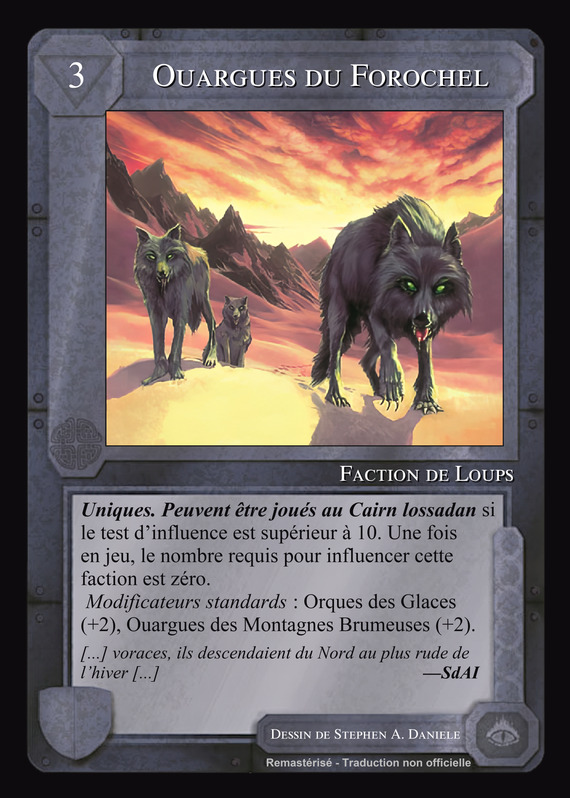 3
Ouargues du Forochel
Faction de Loups
Uniques. Peuvent être joués au Cairn lossadan si
le test d'influence est supérieur à 10. Une fois
en jeu, le nombre requis pour influencer cette
faction est zéro.
Modificateurs standards : Orques des Glaces
(+2), Ouargues des Montagnes Brumeuses (+2).
[...] voraces, ils descendaient du Nord au plus rude de
l'hiver [...] —SdAI
Dessin de Stephen A. Daniele
Remastérisé - Traduction non officielle